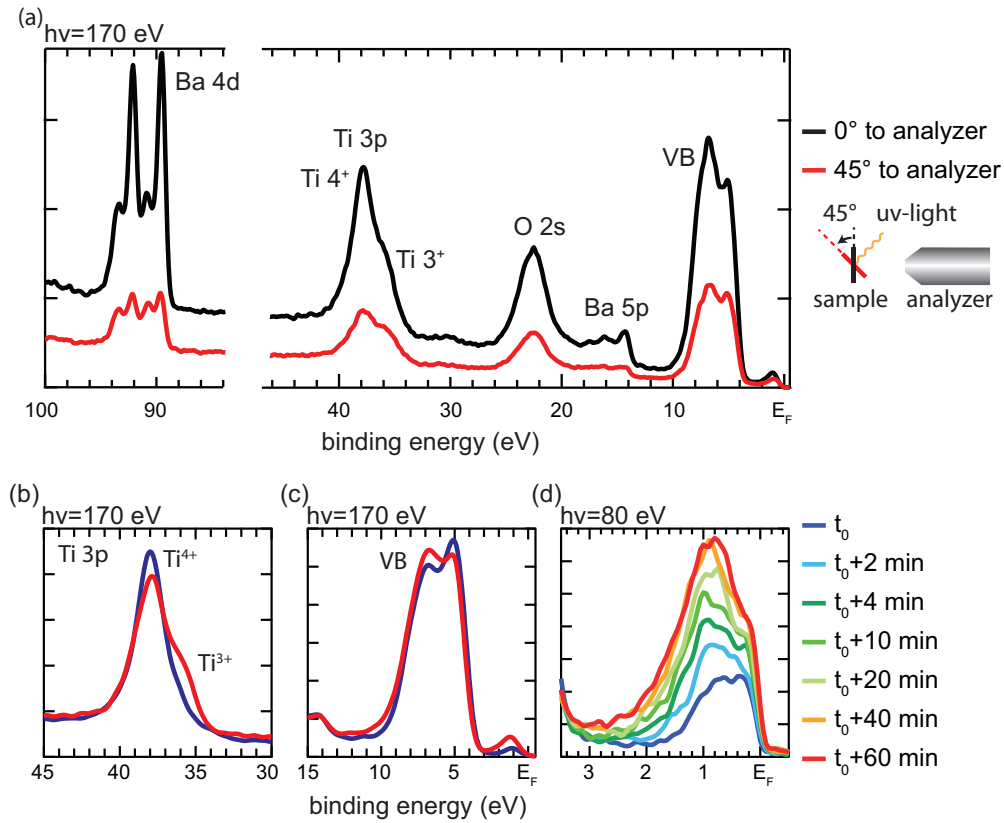 (a)
hν=170 eV
Ba 4d
Ti 3p
Ti 4⁺
Ti 3⁺
O 2s
Ba 5p
VB
0° to analyzer
45° to analyzer
45°
uv-light
sample
analyzer
100
90
40
30
20
10
E_F
binding energy (eV)
(b)
hν=170 eV
Ti 3p
Ti⁴⁺
Ti³⁺
45
40
35
30
(c)
hν=170 eV
VB
15
10
5
E_F
binding energy (eV)
(d)
hν=80 eV
3
2
1
E_F
t₀
t₀+2 min
t₀+4 min
t₀+10 min
t₀+20 min
t₀+40 min
t₀+60 min